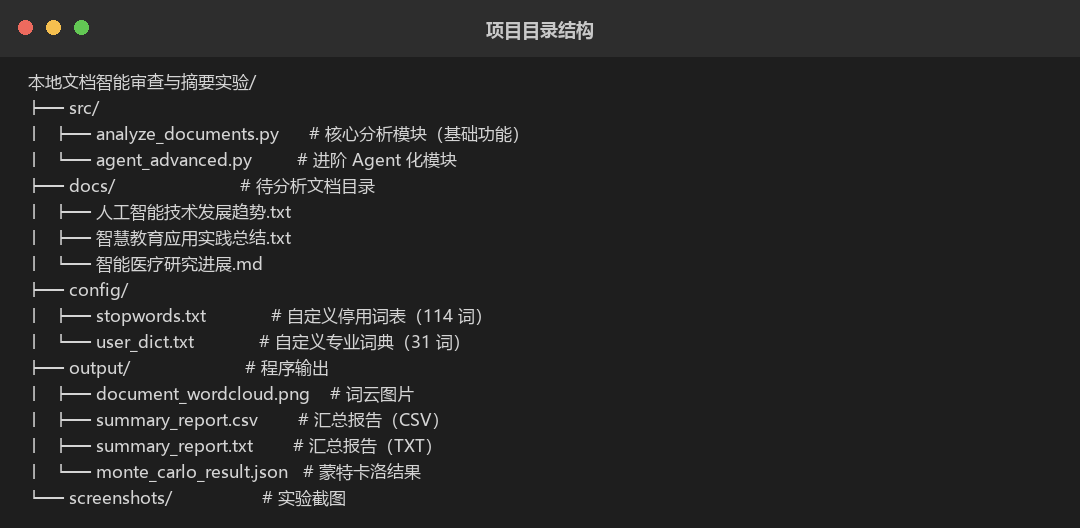 项目目录结构
本地文档智能审查与摘要实验/
├── src/
│   ├── analyze_documents.py      # 核心分析模块（基础功能）
│   └── agent_advanced.py         # 进阶 Agent 化模块
├── docs/                         # 待分析文档目录
│   ├── 人工智能技术发展趋势.txt
│   ├── 智慧教育应用实践总结.txt
│   └── 智能医疗研究进展.md
├── config/
│   ├── stopwords.txt             # 自定义停用词表（114 词）
│   └── user_dict.txt             # 自定义专业词典（31 词）
├── output/                       # 程序输出
│   ├── document_wordcloud.png    # 词云图片
│   ├── summary_report.csv        # 汇总报告（CSV）
│   ├── summary_report.txt        # 汇总报告（TXT）
│   └── monte_carlo_result.json   # 蒙特卡洛结果
└── screenshots/                  # 实验截图